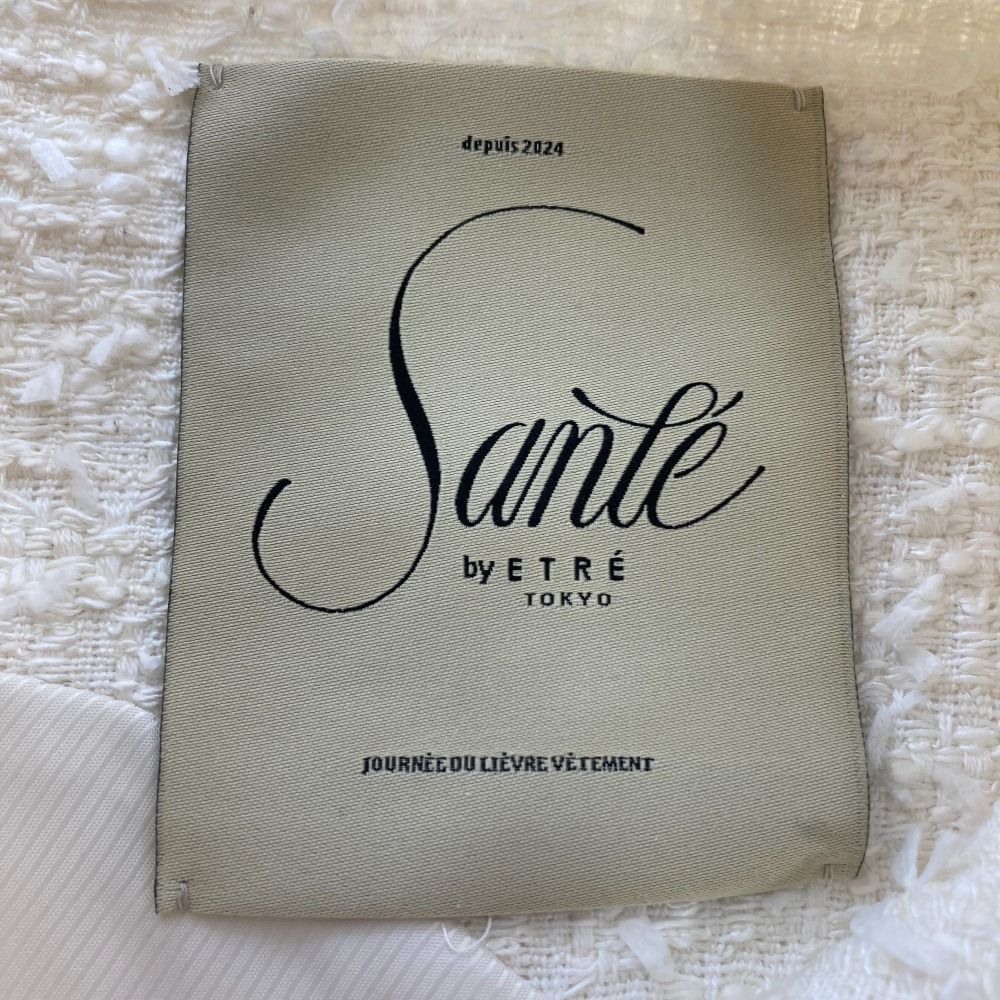 depuis 2024
Santé
by ETRÉ
TOKYO
JOURNÉE DU LIÈVRE VÊTEMENT